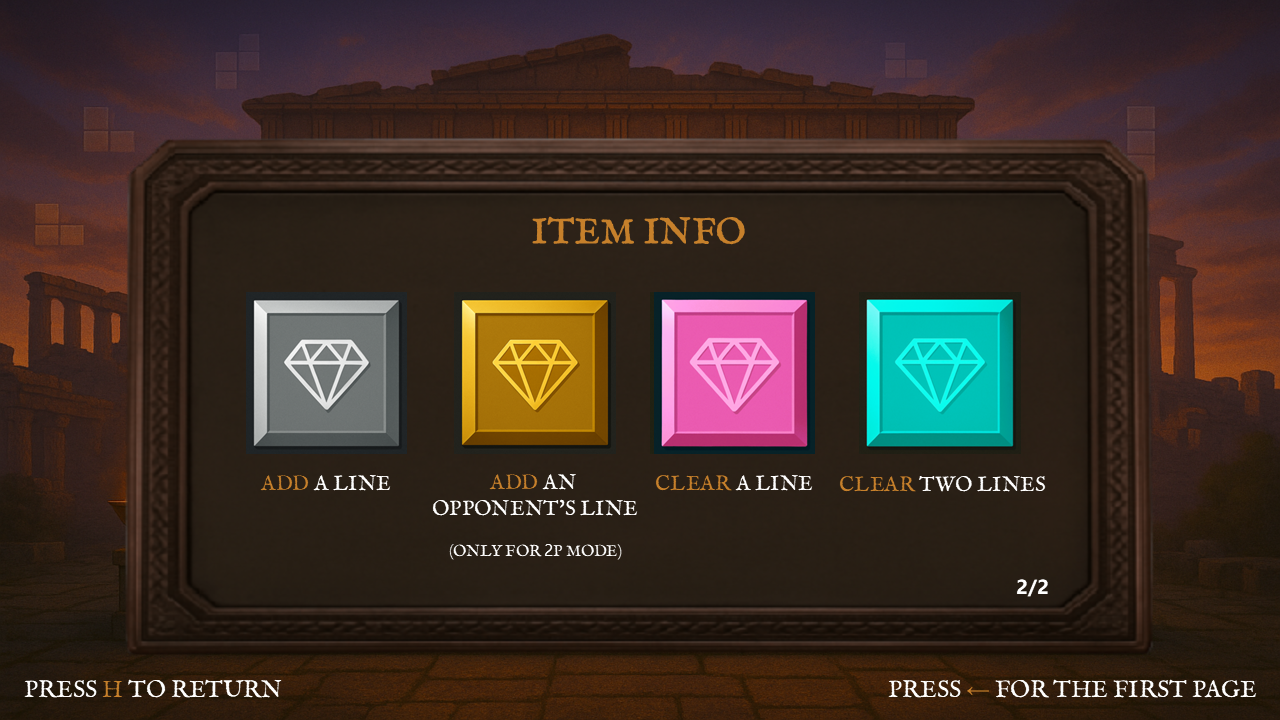 ITEM INFO
ADD A LINE
ADD AN
OPPONENT'S LINE
(ONLY FOR 2P MODE)
CLEAR A LINE
CLEAR TWO LINES
2/2
PRESS H TO RETURN
PRESS ← FOR THE FIRST PAGE